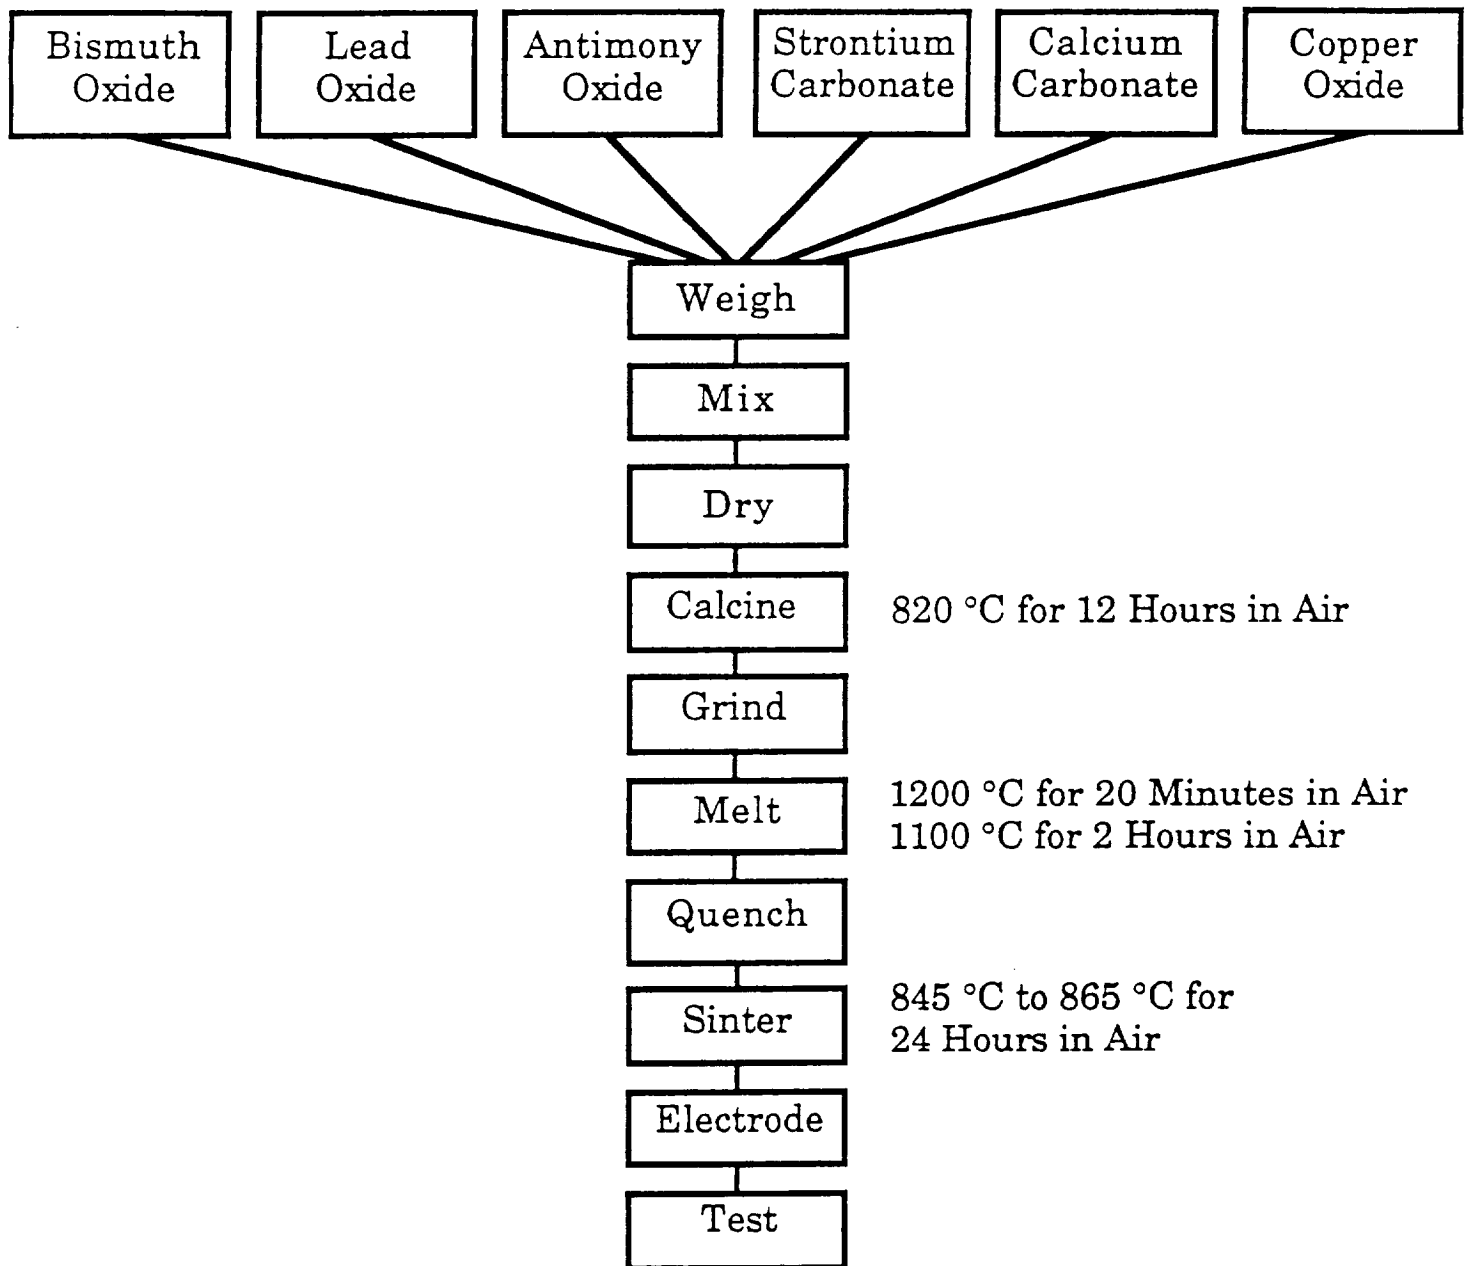 Bismuth
Oxide
Lead
Oxide
Antimony
Oxide
Strontium
Carbonate
Calcium
Carbonate
Copper
Oxide
Weigh
Mix
Dry
Calcine
820 °C for 12 Hours in Air
Grind
Melt
1200 °C for 20 Minutes in Air
1100 °C for 2 Hours in Air
Quench
Sinter
845 °C to 865 °C for
24 Hours in Air
Electrode
Test